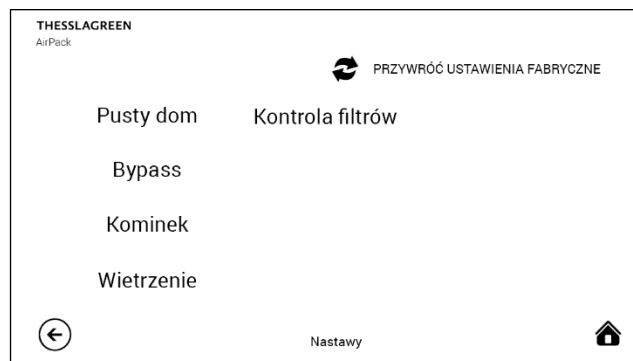 THESSLAGREEN
AirPack
PRZYWRÓĆ USTAWIENIA FABRYCZNE
Pusty dom
Kontrola filtrów
Bypass
Kominek
Wietrzenie
Nastawy